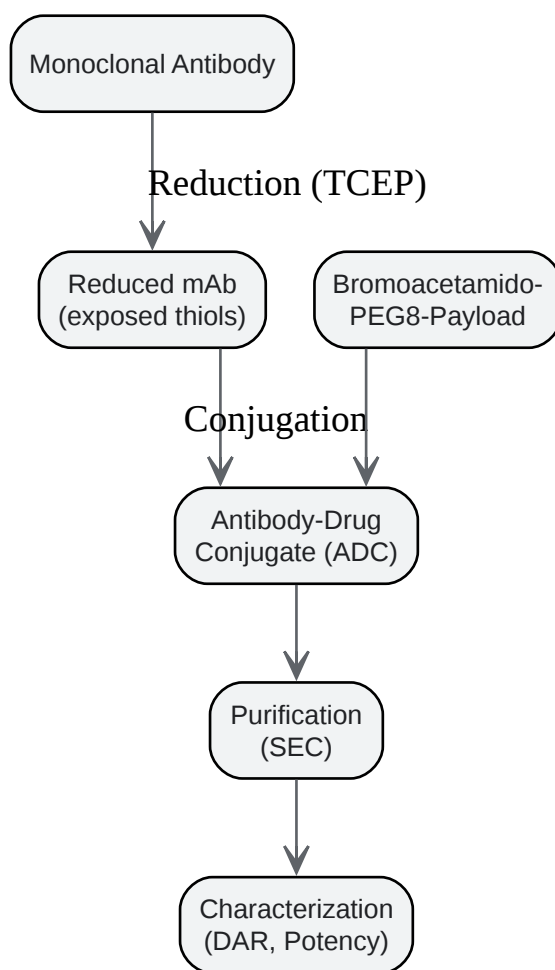 Monoclonal Antibody
Reduction (TCEP)
Reduced mAb
(exposed thiols)
Bromoacetamido-
PEG8-Payload
Conjugation
Antibody-Drug
Conjugate (ADC)
Purification
(SEC)
Characterization
(DAR, Potency)